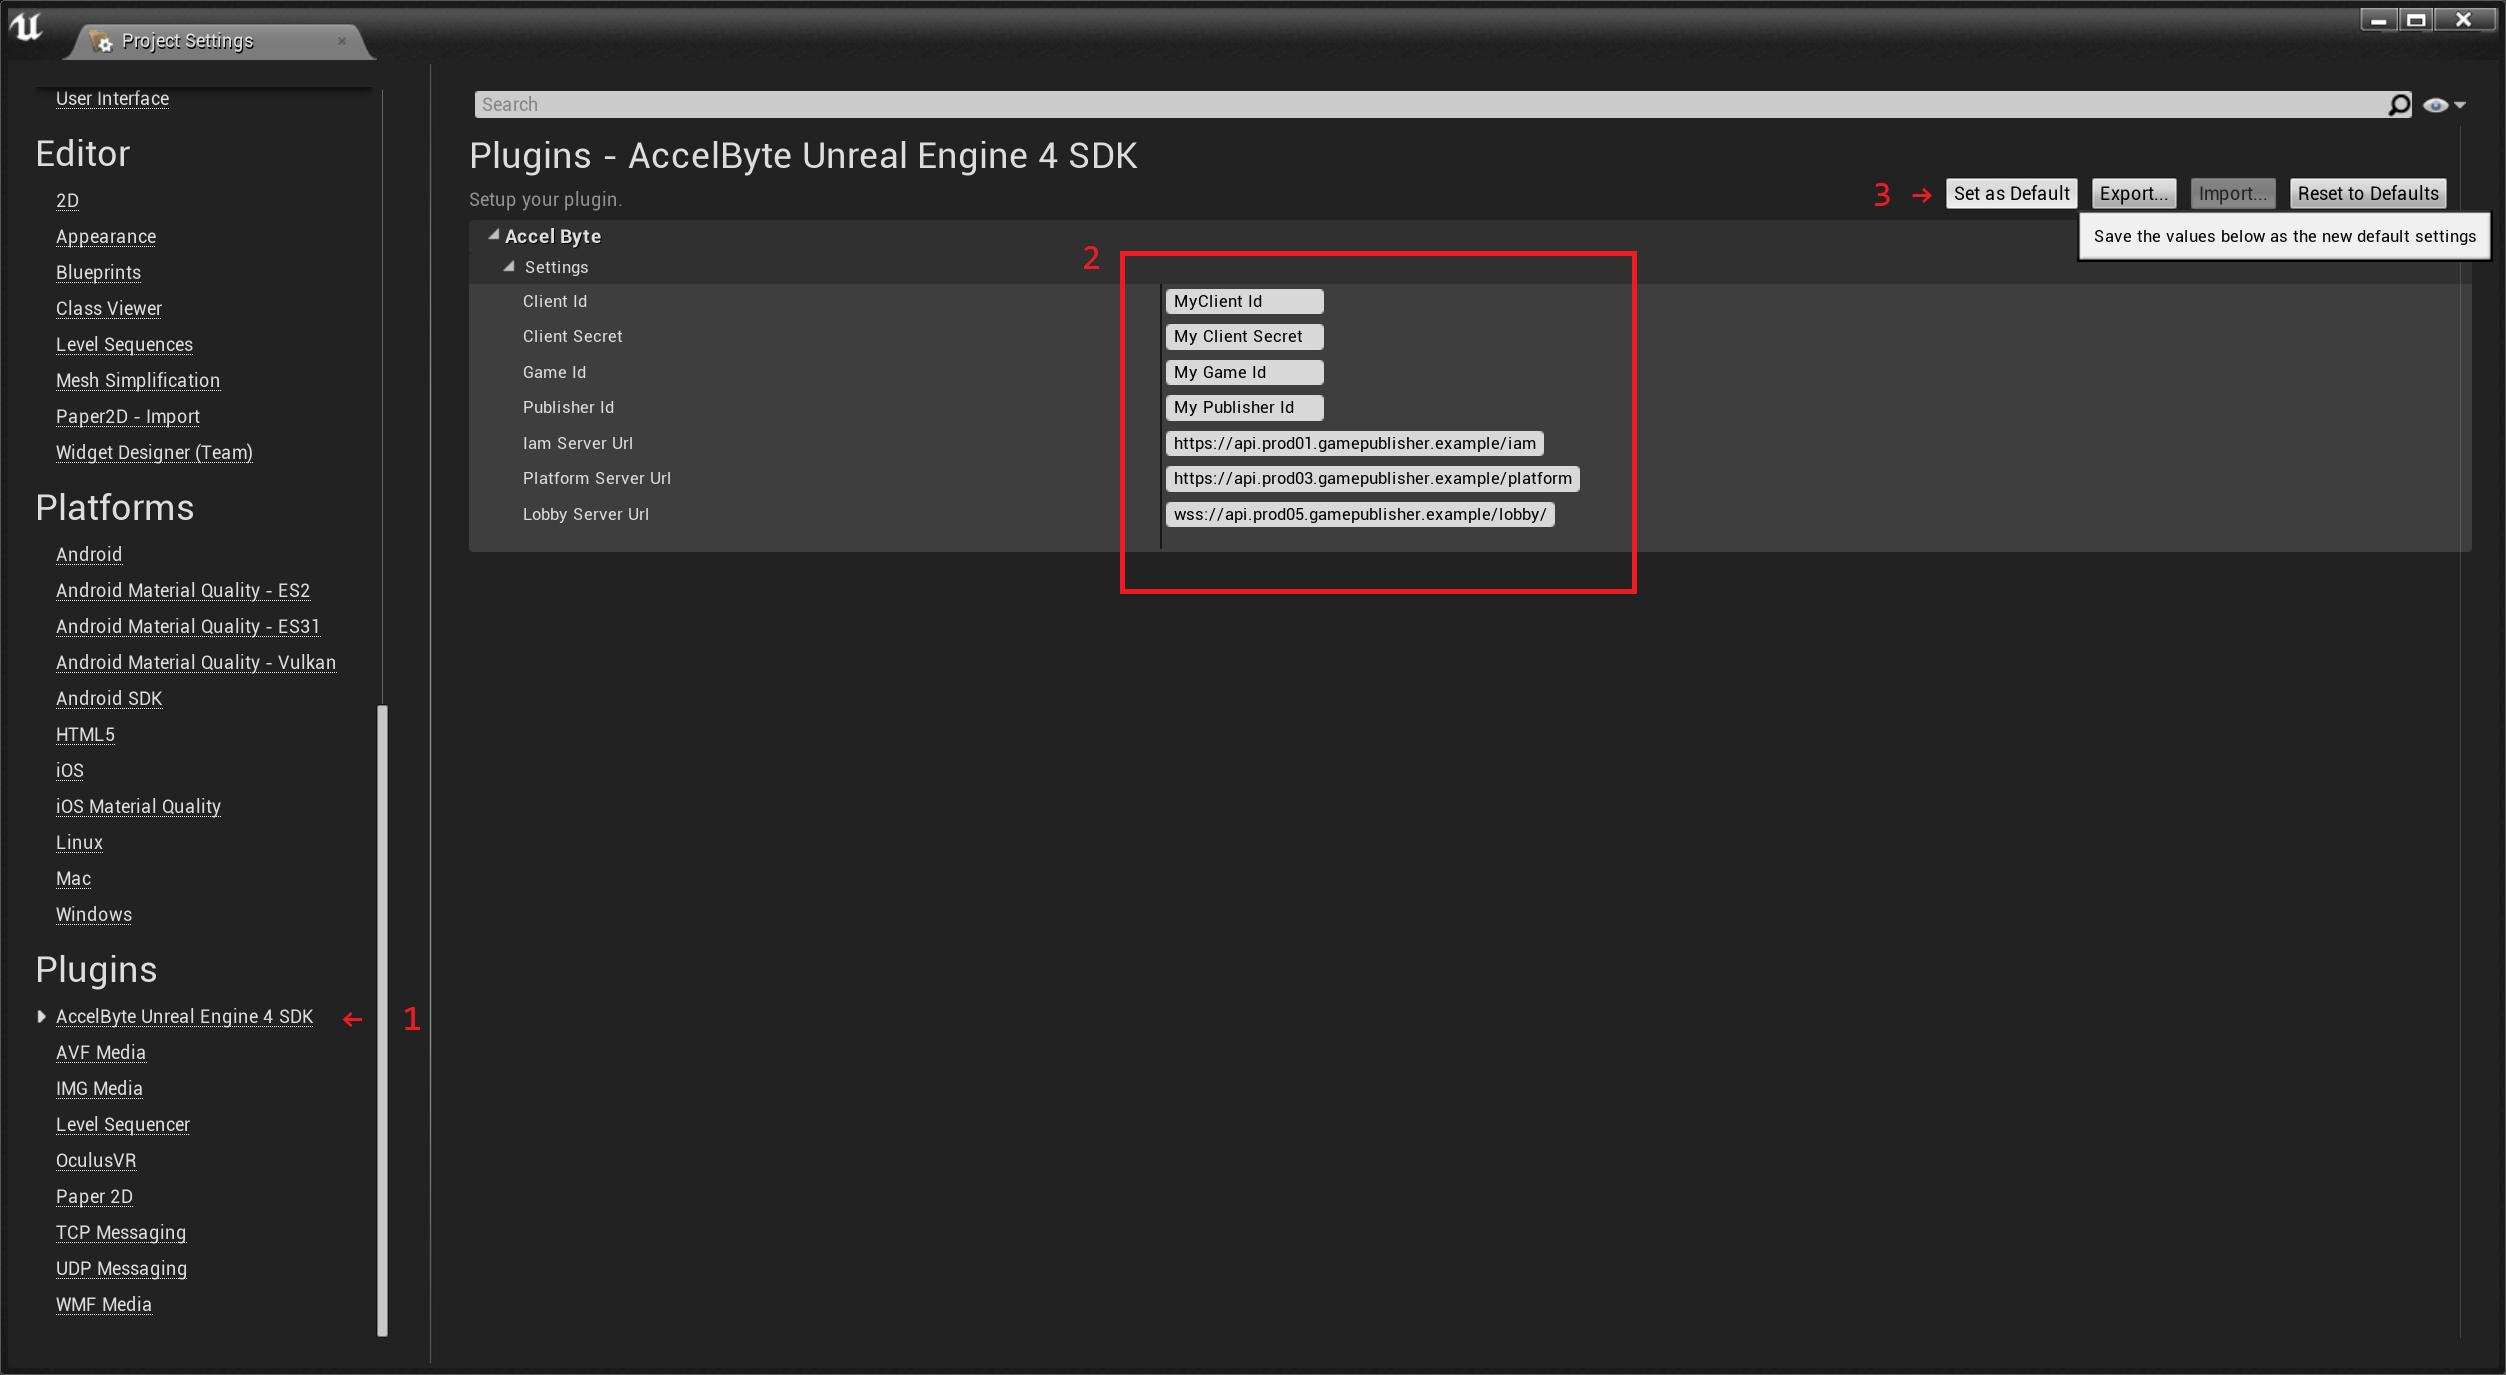 Project Settings
User Interface
Editor
2D
Appearance
Blueprints
Class Viewer
Level Sequences
Mesh Simplification
Paper2D - Import
Widget Designer (Team)
Platforms
Android
Android Material Quality - ES2
Android Material Quality - ES31
Android Material Quality - Vulkan
Android SDK
HTML5
iOS
iOS Material Quality
Linux
Mac
Windows
Plugins
AccelByte Unreal Engine 4 SDK ← 1
AVF Media
IMG Media
Level Sequencer
OculusVR
Paper 2D
TCP Messaging
UDP Messaging
WMF Media
Search
Plugins - AccelByte Unreal Engine 4 SDK
Setup your plugin.
3 → Set as Default Export... Import... Reset to Defaults
Save the values below as the new default settings
Accel Byte
2
Settings
Client Id MyClient Id
Client Secret My Client Secret
Game Id My Game Id
Publisher Id My Publisher Id
Iam Server Url https://api.prod01.gamepublisher.example/iam
Platform Server Url https://api.prod03.gamepublisher.example/platform
Lobby Server Url wss://api.prod05.gamepublisher.example/lobby/